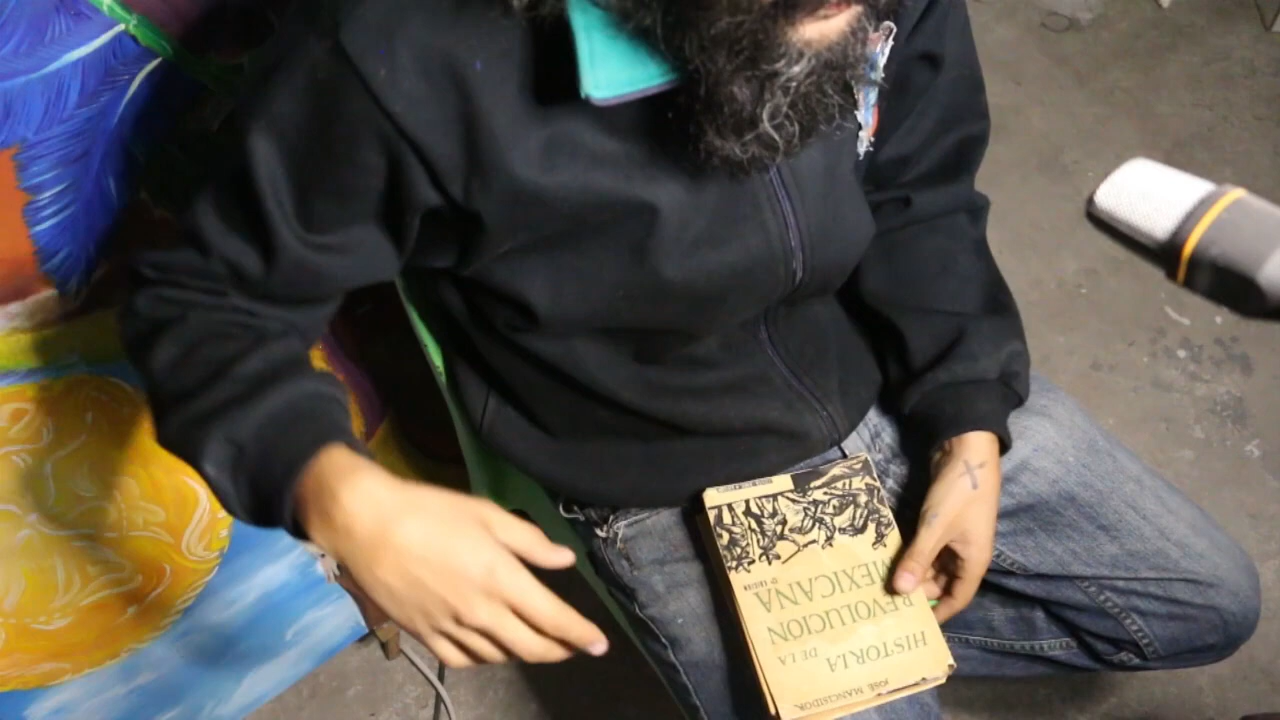 JOSÉ MANCISIDOR
HISTORIA
DE LA
REVOLUCION
MEXICANA